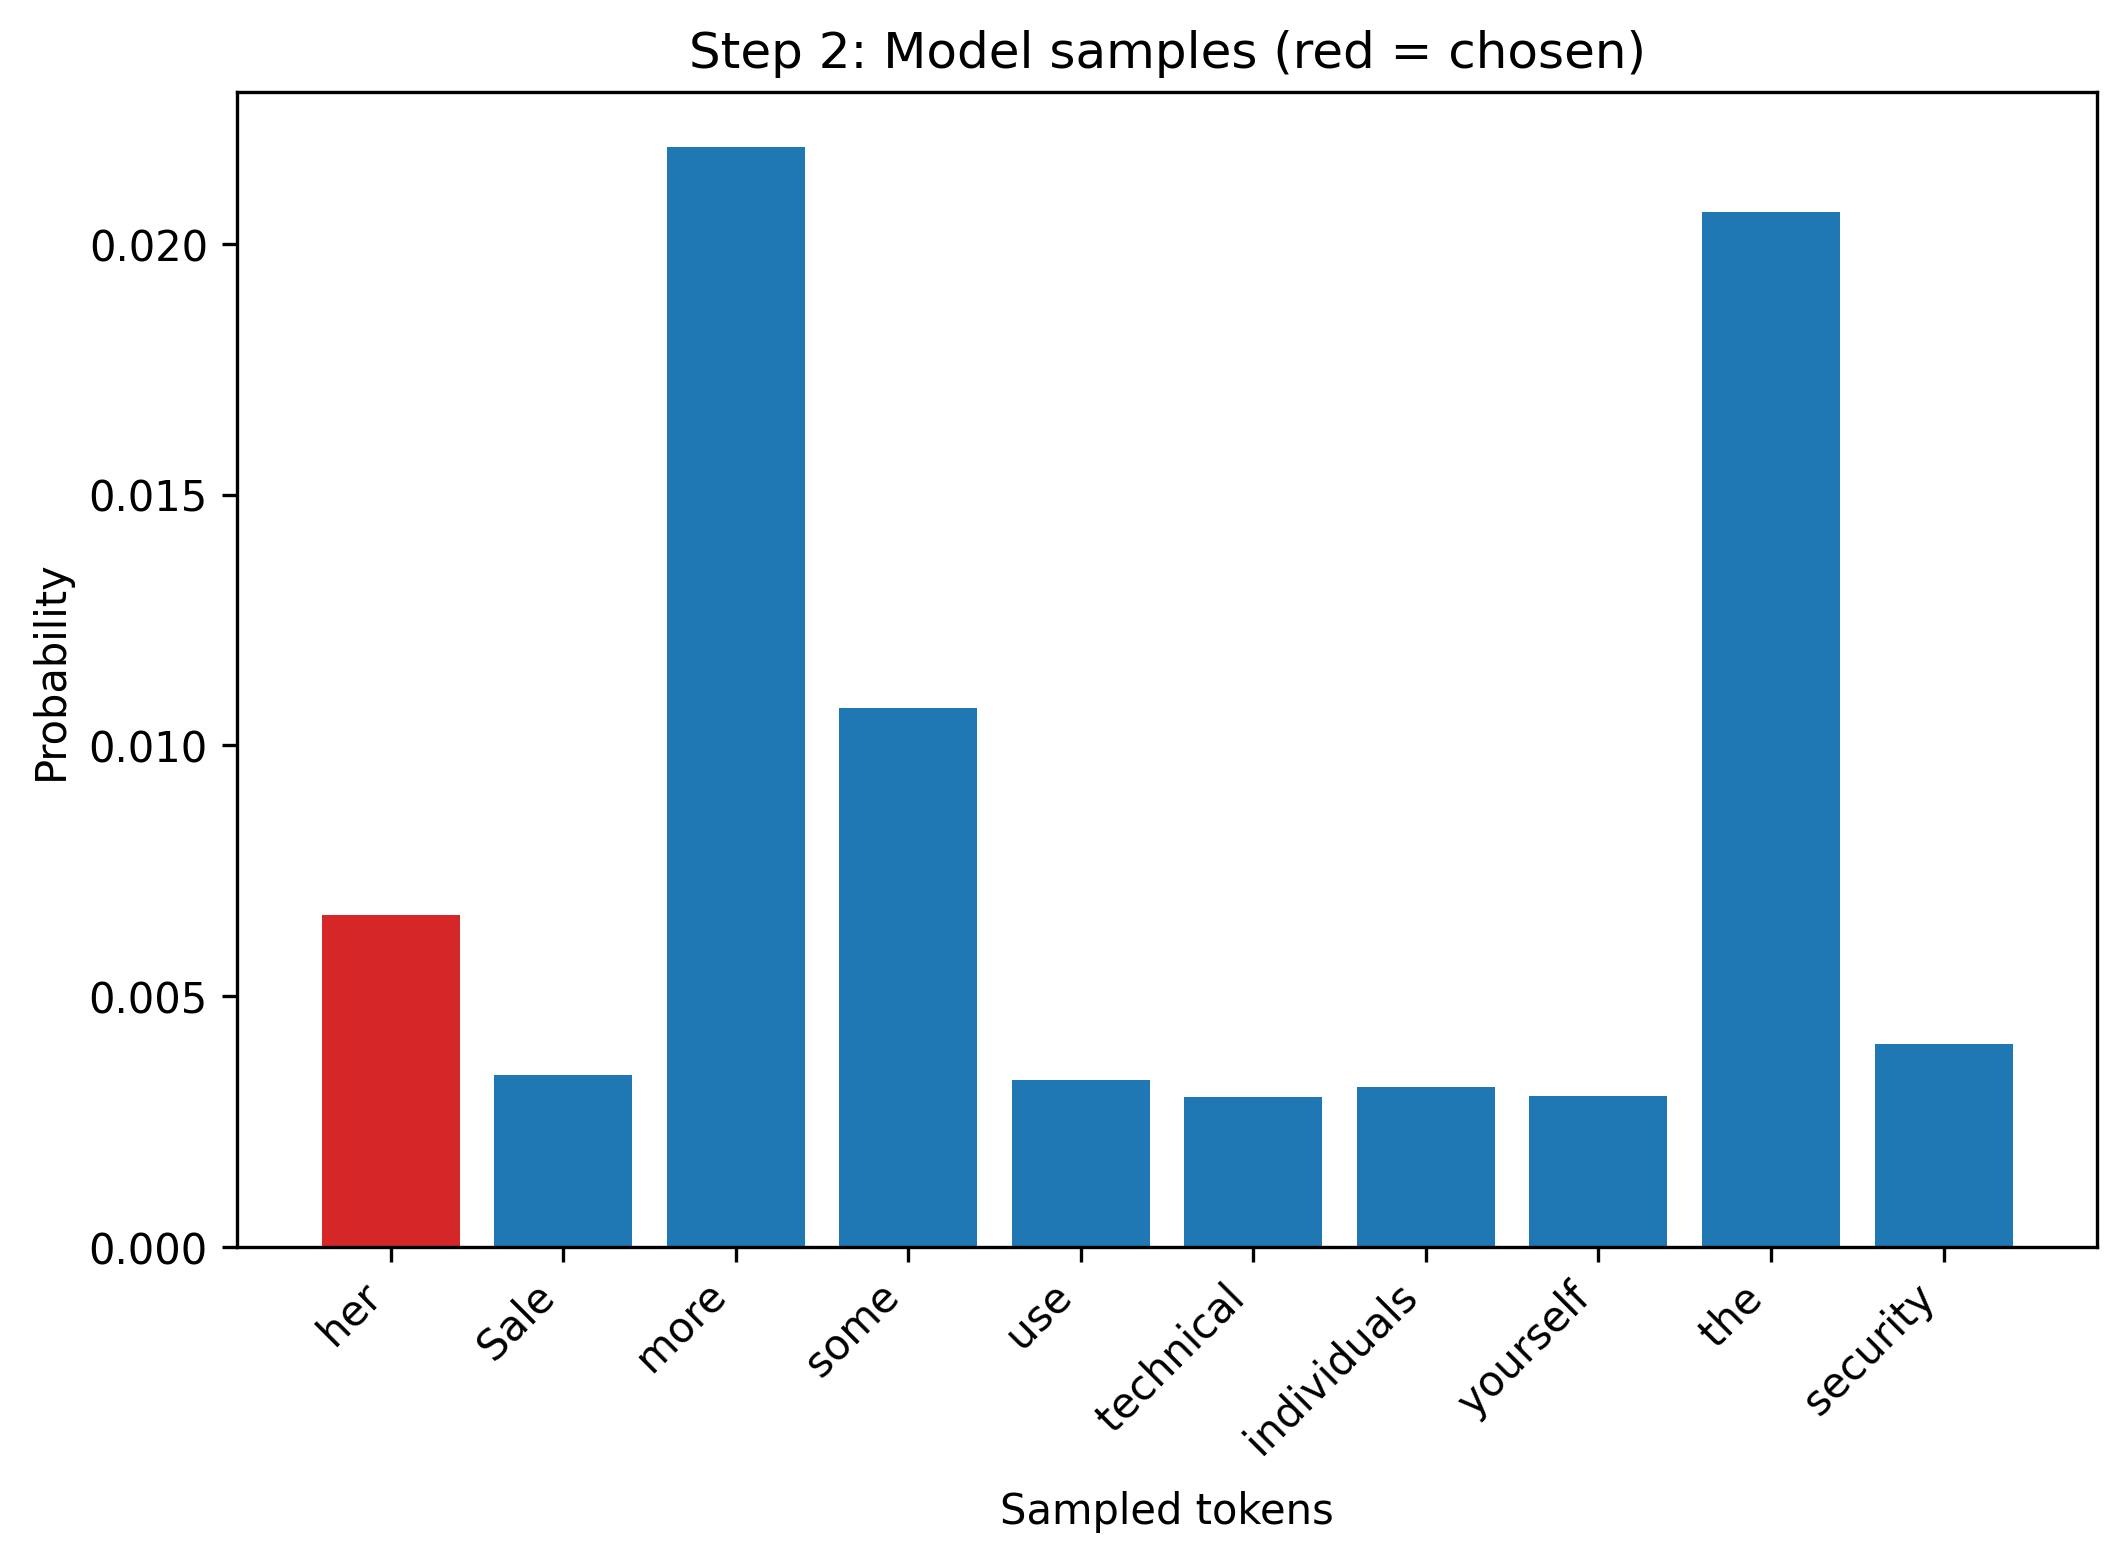 Step 2: Model samples (red = chosen)
Probability
0.020
0.015
0.010
0.005
0.000
her
Sale
more
some
use
technical
individuals
yourself
the
security
Sampled tokens